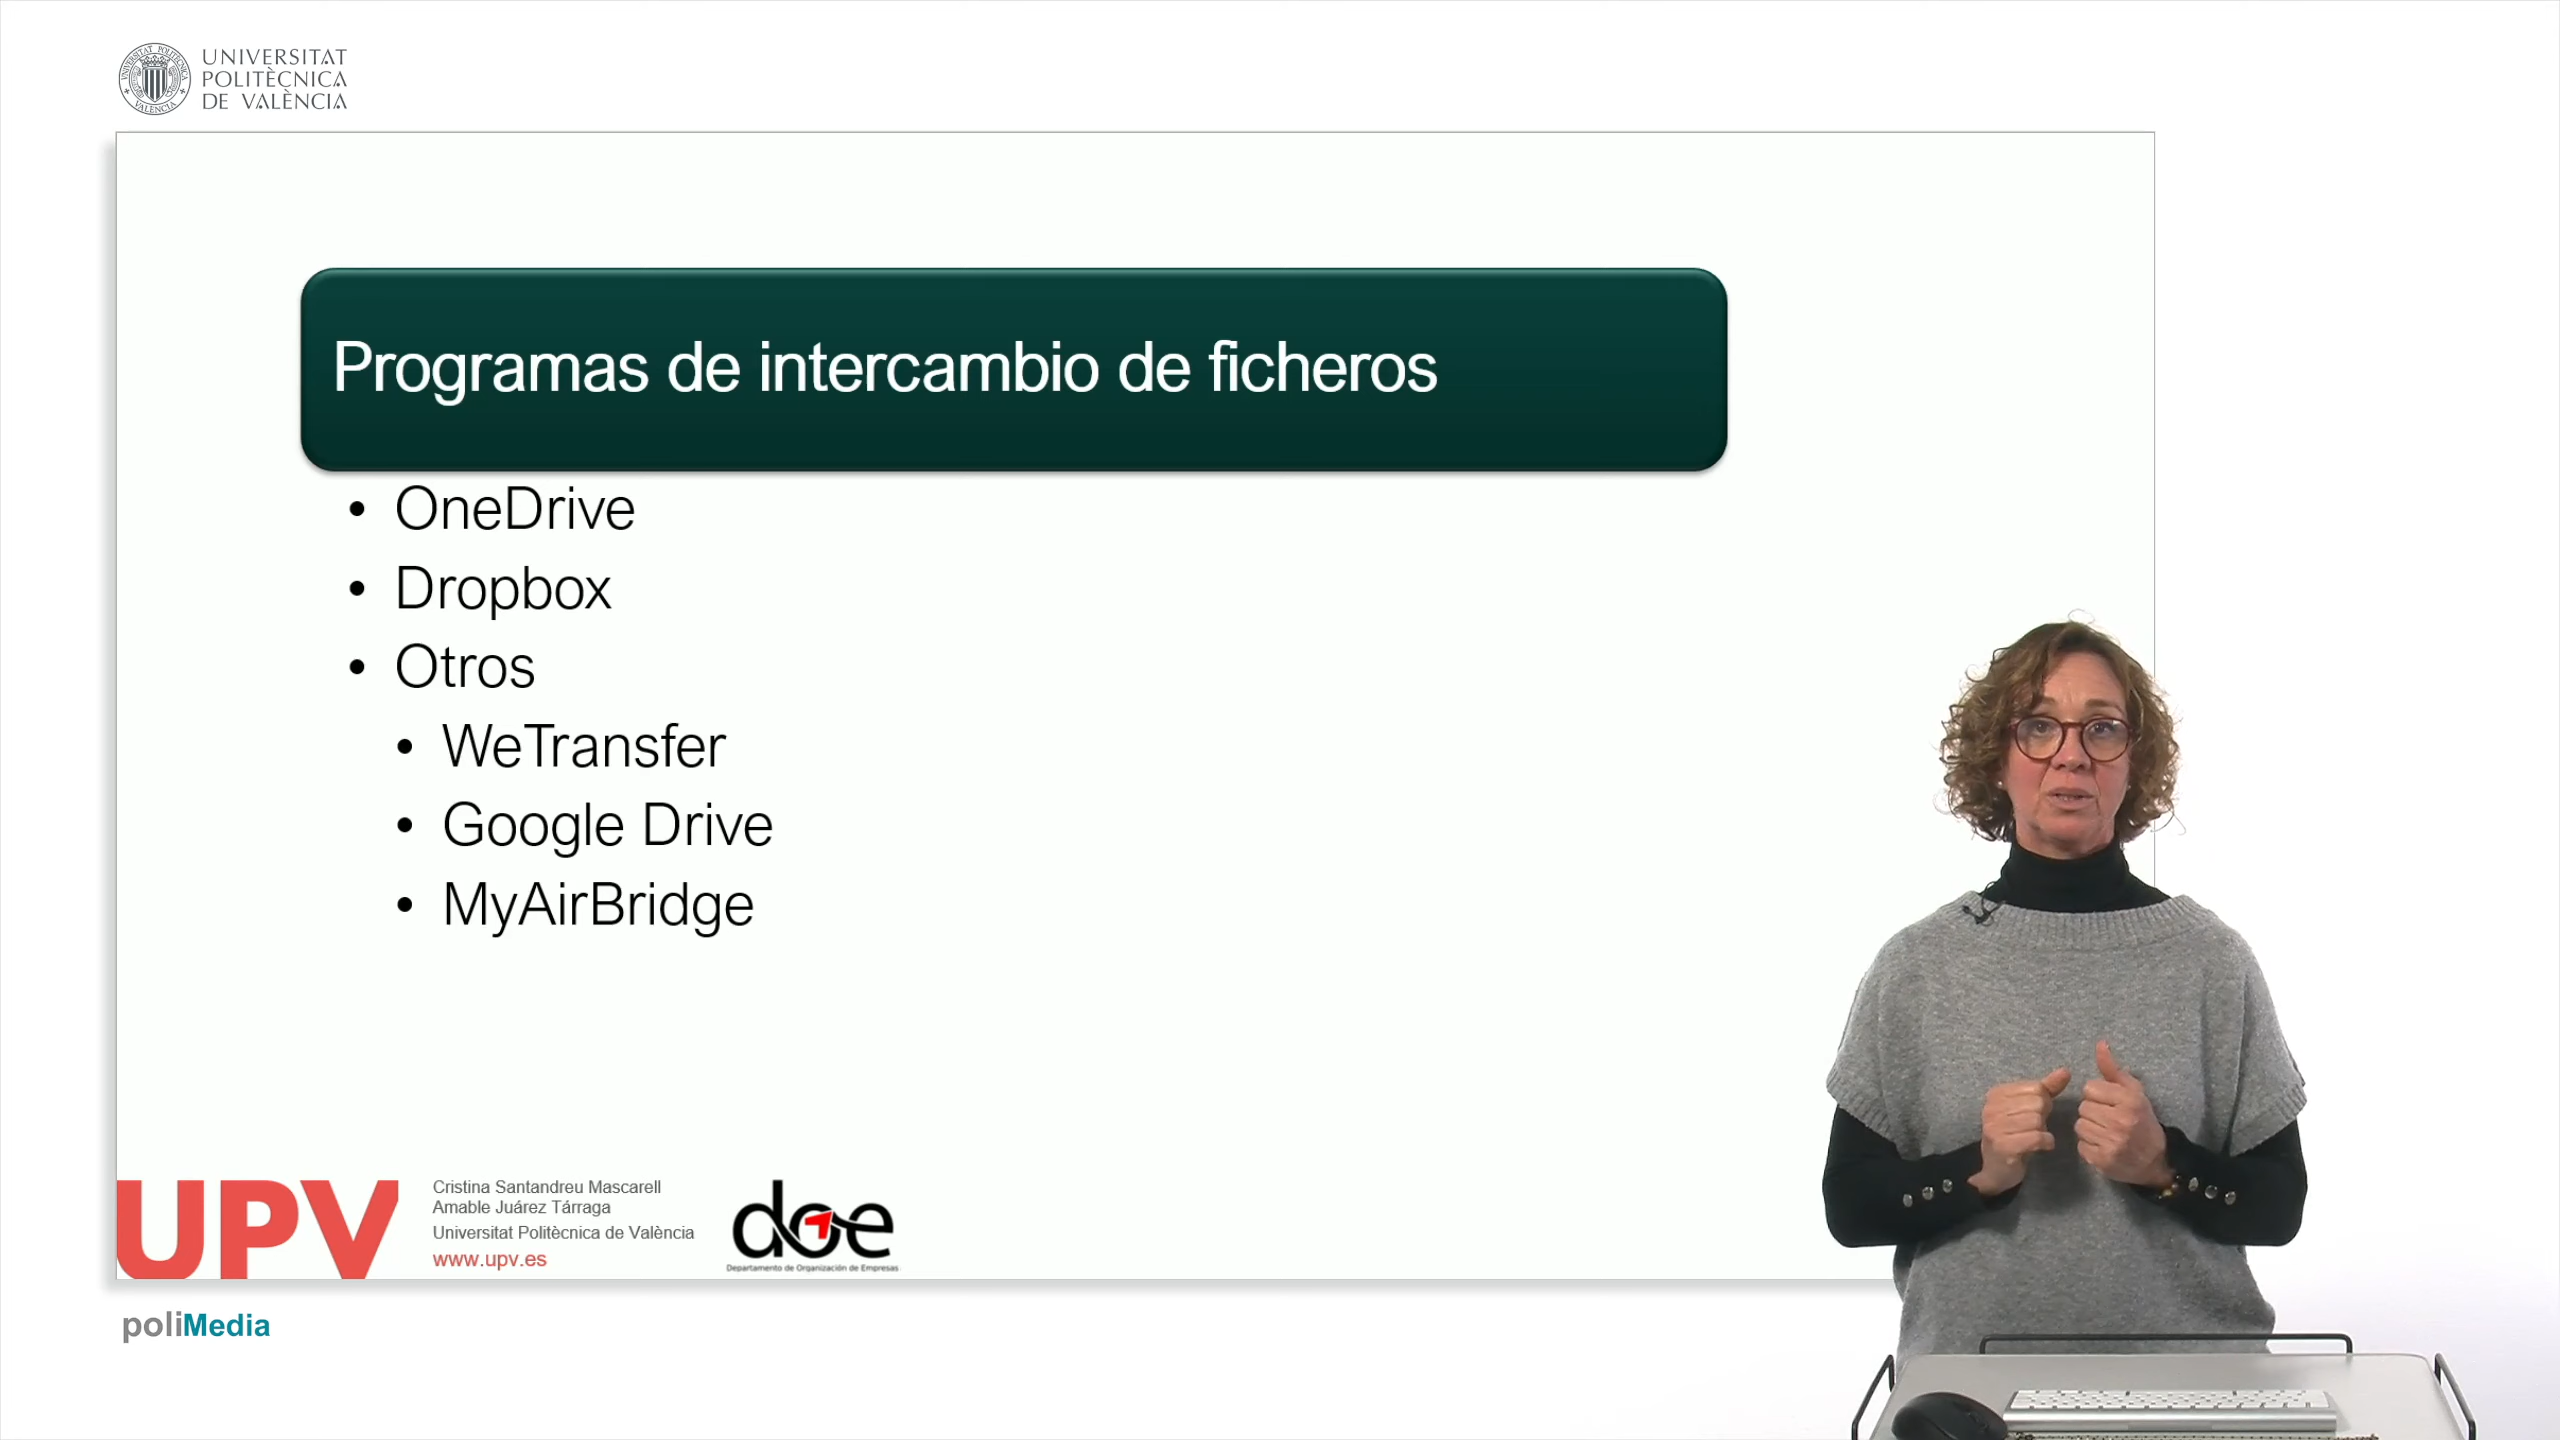 UNIVERSITAT
POLITÈCNICA
DE VALÈNCIA
Programas de intercambio de ficheros
• OneDrive
• Dropbox
• Otros
• WeTransfer
• Google Drive
• MyAirBridge
UPV
Cristina Santandreu Mascarell
Amable Juárez Tárraga
Universitat Politècnica de València
www.upv.es
doe
Departamento de Organización de Empresas
poliMedia